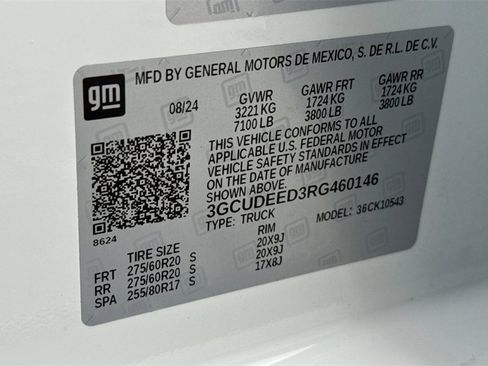 MFD BY GENERAL MOTORS DE MEXICO, S. DE R.L. DE C.V.
gm
08/24 GVWR GAWR FRT GAWR RR
3221 KG 1724 KG 1724 KG
7100 LB 3800 LB 3800 LB
THIS VEHICLE CONFORMS TO ALL
APPLICABLE U.S. FEDERAL MOTOR
VEHICLE SAFETY STANDARDS IN EFFECT
ON THE DATE OF MANUFACTURE
SHOWN ABOVE.
3GCUDEED3RG460146
TYPE: TRUCK MODEL: 36CK10543
8624
TIRE SIZE RIM
FRT 275/60R20 S 20X9J
RR 275/60R20 S 20X9J
SPA 255/80R17 S 17X8J